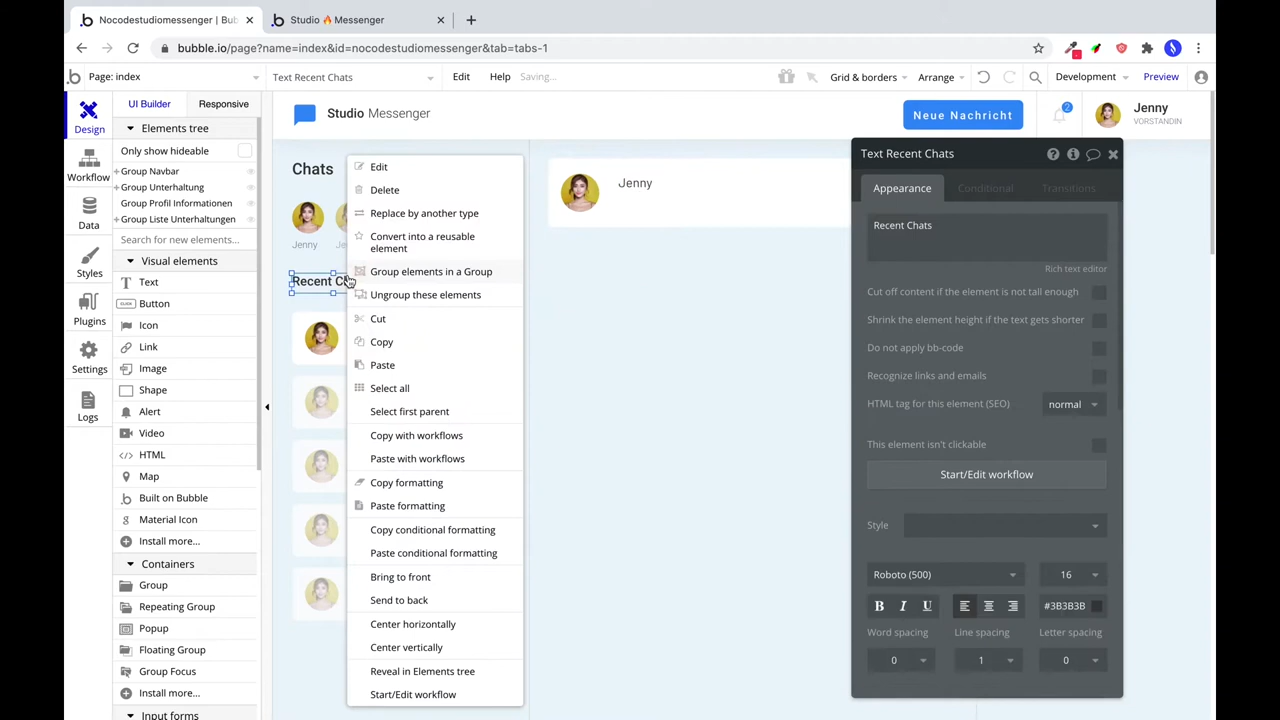 Nocodestudiomessenger | Bub
Studio 🔥 Messenger
bubble.io/page?name=index&id=nocodestudiomessenger&tab=tabs-1
Page: index
Text Recent Chats
Edit
Help
Saving...
Grid & borders
Arrange
Development
Preview
UI Builder
Responsive
Design
Workflow
Data
Styles
Plugins
Settings
Logs
Elements tree
Only show hideable
Group Navbar
Group Unterhaltung
Group Profil Informationen
Group Liste Unterhaltungen
Search for new elements...
Visual elements
Text
Button
CLICK
Icon
Link
Image
Shape
Alert
Video
HTML
Map
Built on Bubble
Material Icon
Install more...
Containers
Group
Repeating Group
Popup
Floating Group
Group Focus
Install more...
Input forms
Studio Messenger
Neue Nachricht
2
Jenny
VORSTANDIN
Chats
Jenny
Recent C
Edit
Delete
Replace by another type
Convert into a reusable
element
Group elements in a Group
Ungroup these elements
Cut
Copy
Paste
Select all
Select first parent
Copy with workflows
Paste with workflows
Copy formatting
Paste formatting
Copy conditional formatting
Paste conditional formatting
Bring to front
Send to back
Center horizontally
Center vertically
Reveal in Elements tree
Start/Edit workflow
Jenny
Text Recent Chats
Appearance
Conditional
Transitions
Recent Chats
Rich text editor
Cut off content if the element is not tall enough
Shrink the element height if the text gets shorter
Do not apply bb-code
Recognize links and emails
HTML tag for this element (SEO)
normal
This element isn't clickable
Start/Edit workflow
Style
Roboto (500)
16
B I U
#3B3B3B
Word spacing
Line spacing
Letter spacing
0
1
0